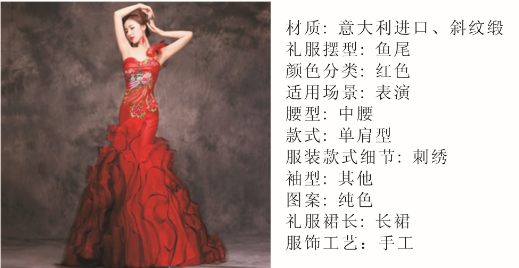 材质: 意大利进口、斜纹缎
礼服摆型: 鱼尾
颜色分类: 红色
适用场景: 表演
腰型: 中腰
款式: 单肩型
服装款式细节: 刺绣
袖型: 其他
图案: 纯色
礼服裙长: 长裙
服饰工艺: 手工